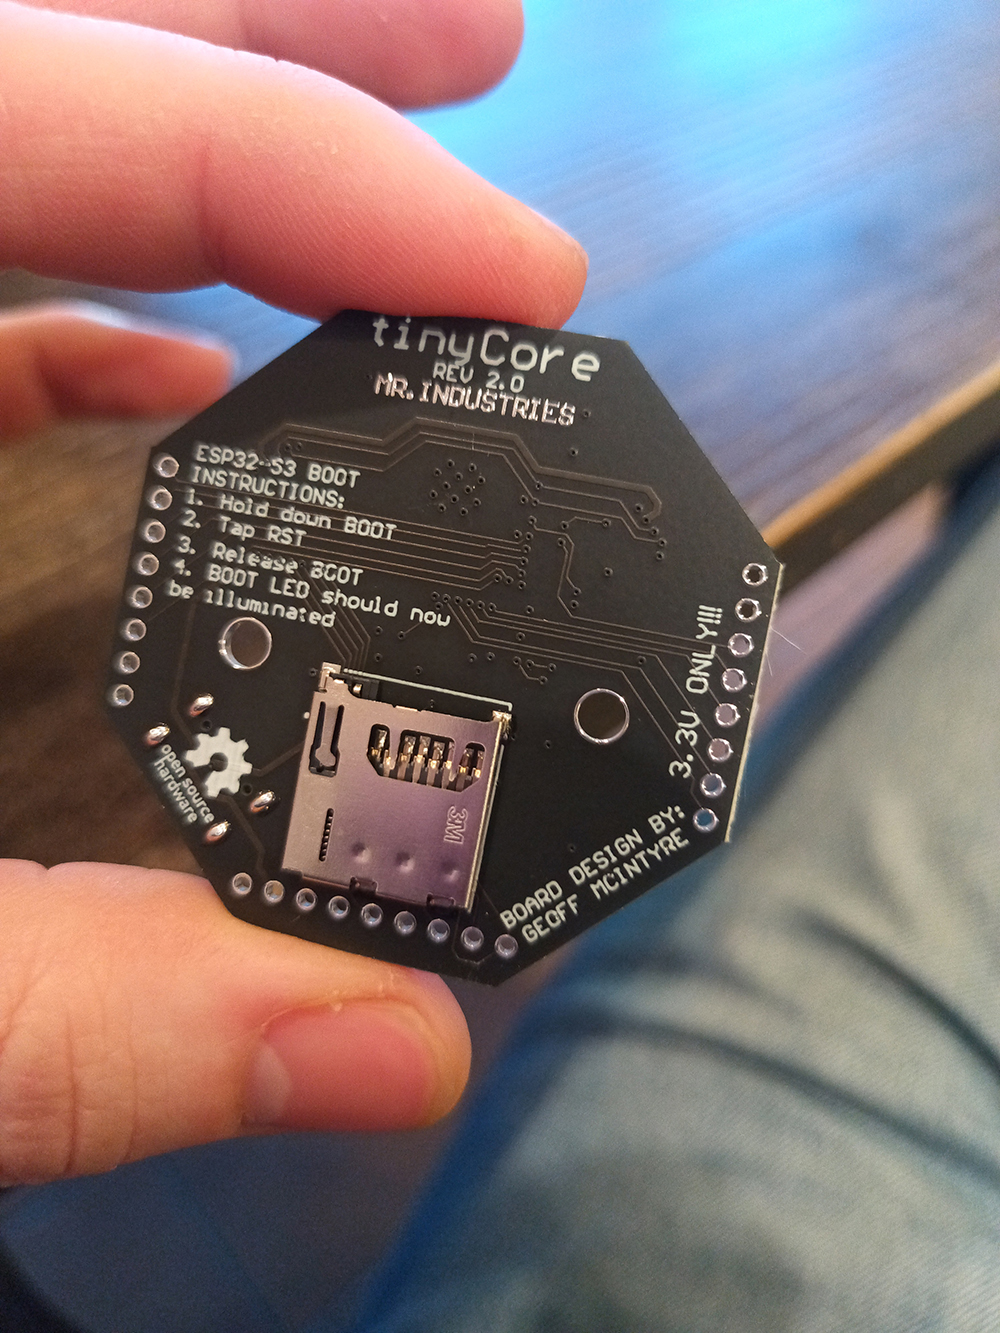 tinyCore
REV 2.0
MR.INDUSTRIES
ESP32-S3 BOOT
INSTRUCTIONS:
1. Hold down BOOT
2. Tap RST
3. Release BOOT
4. BOOT LED should now
be illuminated
3.3V ONLY!!!
open source
hardware
3M
BOARD DESIGN BY:
GEOFF MCINTYRE